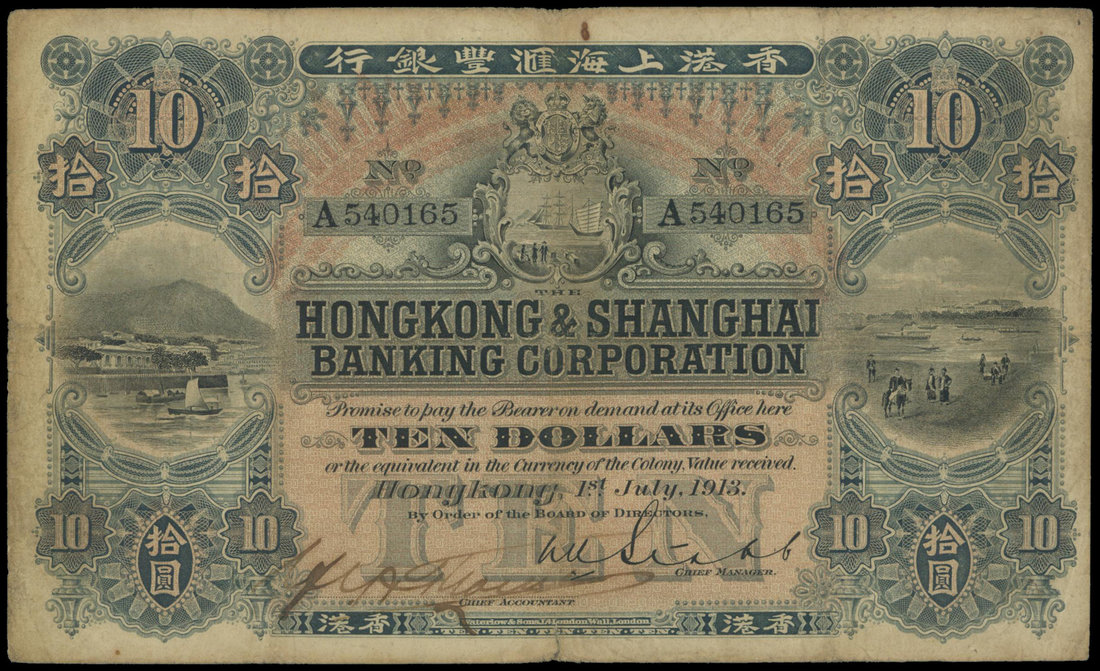 香港上海滙豐銀行
10 10
No. No.
拾 拾 拾 拾
A540165 A540165
THE
HONGKONG & SHANGHAI
BANKING CORPORATION
Promise to pay the Bearer on demand at its Office here
TEN DOLLARS
or the equivalent in the Currency of the Colony, Value received.
Hongkong, 1st July, 1913.
By Order of the BOARD OF DIRECTORS.
TEN
10 拾圓 10 10 拾圓 10
CHIEF MANAGER.
CHIEF ACCOUNTANT
香港 Waterlow & Sons, Ld London Wall, London 香港
TEN·TEN·TEN·TEN·TEN